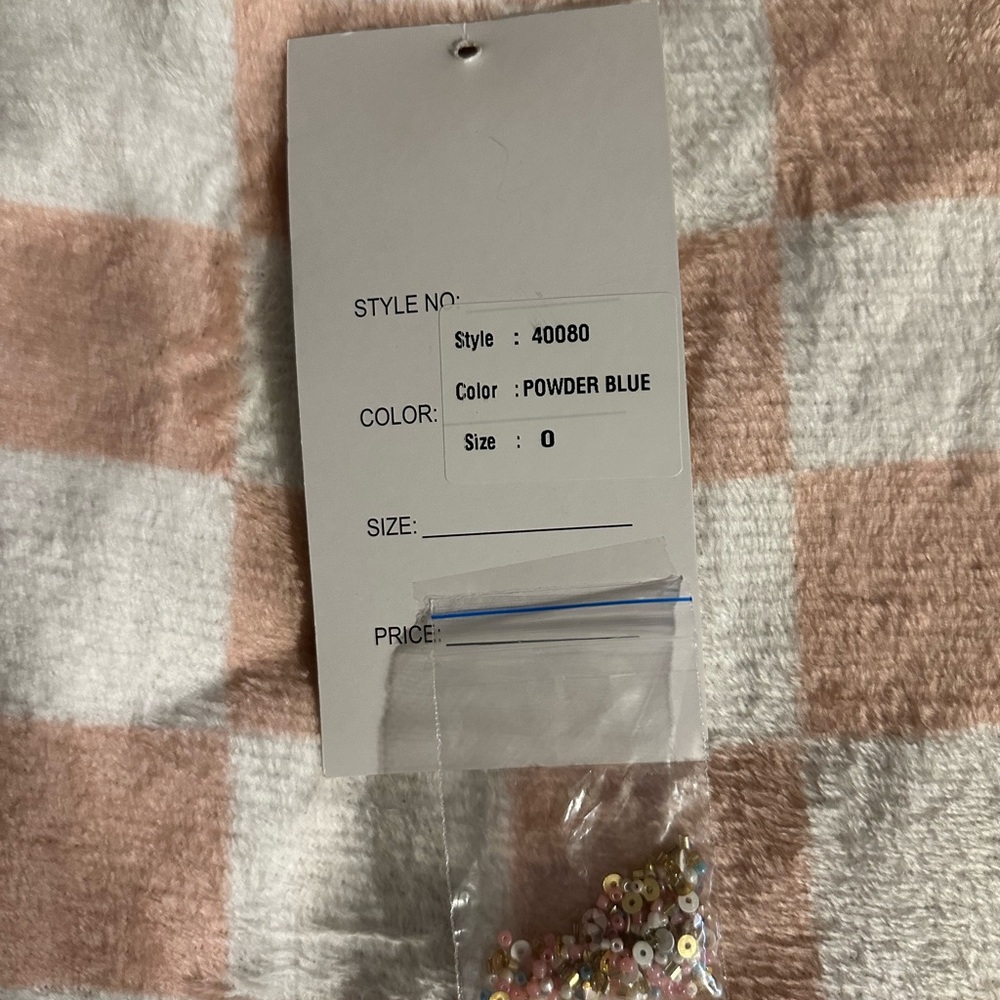 STYLE NO:
Style : 40080
Color : POWDER BLUE
COLOR:
Size : 0
SIZE:
PRICE: